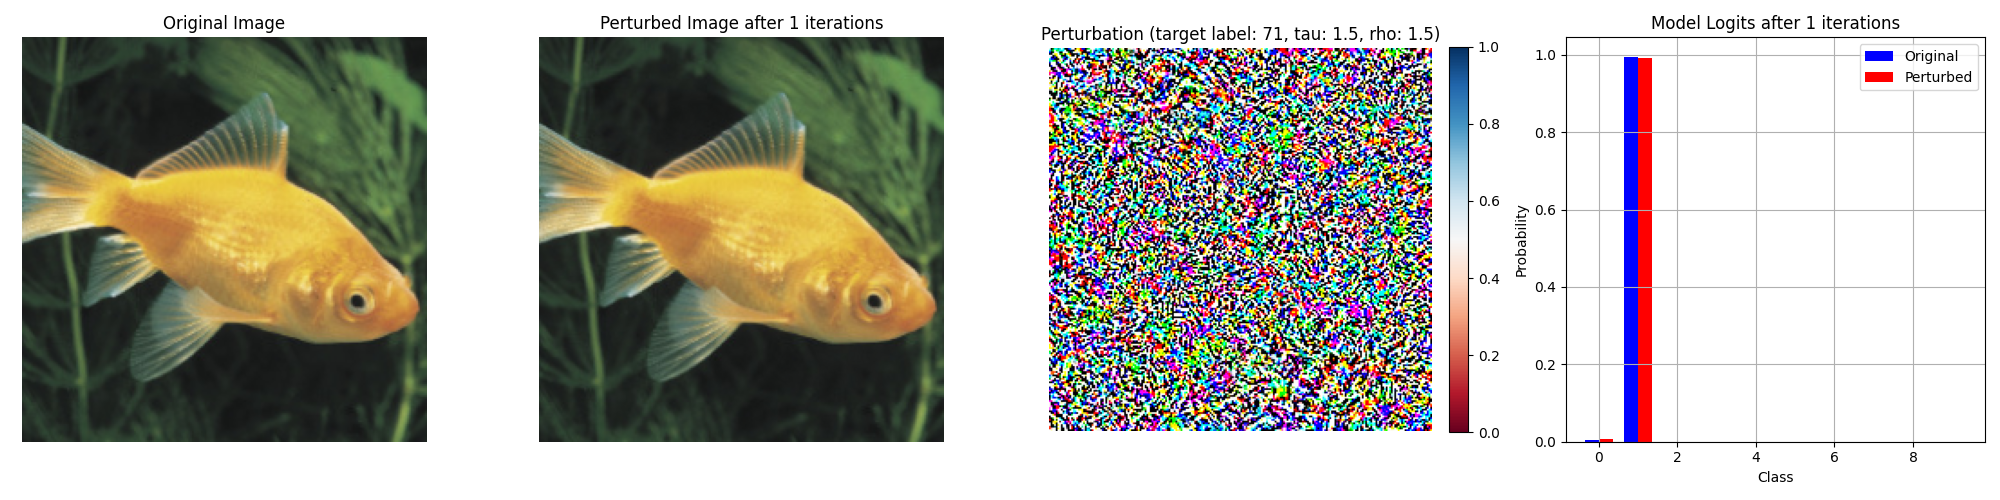 Original Image
Perturbed Image after 1 iterations
Perturbation (target label: 71, tau: 1.5, rho: 1.5)
1.0
0.8
0.6
0.4
0.2
0.0
Model Logits after 1 iterations
Original
Perturbed
Probability
1.0
0.8
0.6
0.4
0.2
0.0
0 2 4 6 8
Class